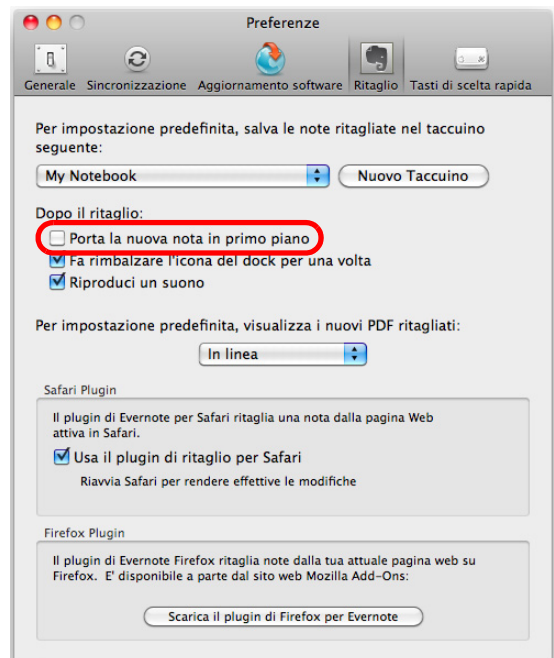 Preferenze
Generale Sincronizzazione Aggiornamento software Ritaglio Tasti di scelta rapida
Per impostazione predefinita, salva le note ritagliate nel taccuino
seguente:
My Notebook Nuovo Taccuino
Dopo il ritaglio:
Porta la nuova nota in primo piano
Fa rimbalzare l'icona del dock per una volta
Riproduci un suono
Per impostazione predefinita, visualizza i nuovi PDF ritagliati:
In linea
Safari Plugin
Il plugin di Evernote per Safari ritaglia una nota dalla pagina Web
attiva in Safari.
Usa il plugin di ritaglio per Safari
Riavvia Safari per rendere effettive le modifiche
Firefox Plugin
Il plugin di Evernote Firefox ritaglia note dalla tua attuale pagina web su
Firefox. E' disponibile a parte dal sito web Mozilla Add-Ons:
Scarica il plugin di Firefox per Evernote